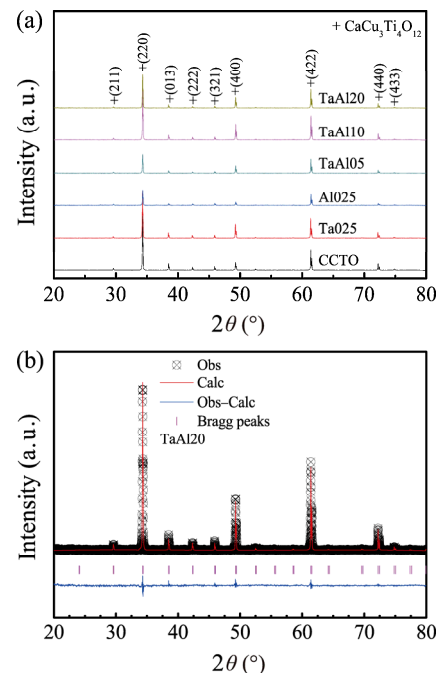 (a)
+ CaCu3Ti4O12
+(211)
+(220)
+(013)
+(222)
+(321)
+(400)
+(422)
+(440)
+(433)
TaAl20
TaAl10
TaAl05
Al025
Ta025
CCTO
Intensity (a. u.)
20 30 40 50 60 70 80
2θ (°)
(b)
Obs
Calc
Obs–Calc
Bragg peaks
TaAl20
Intensity (a. u.)
20 30 40 50 60 70 80
2θ (°)